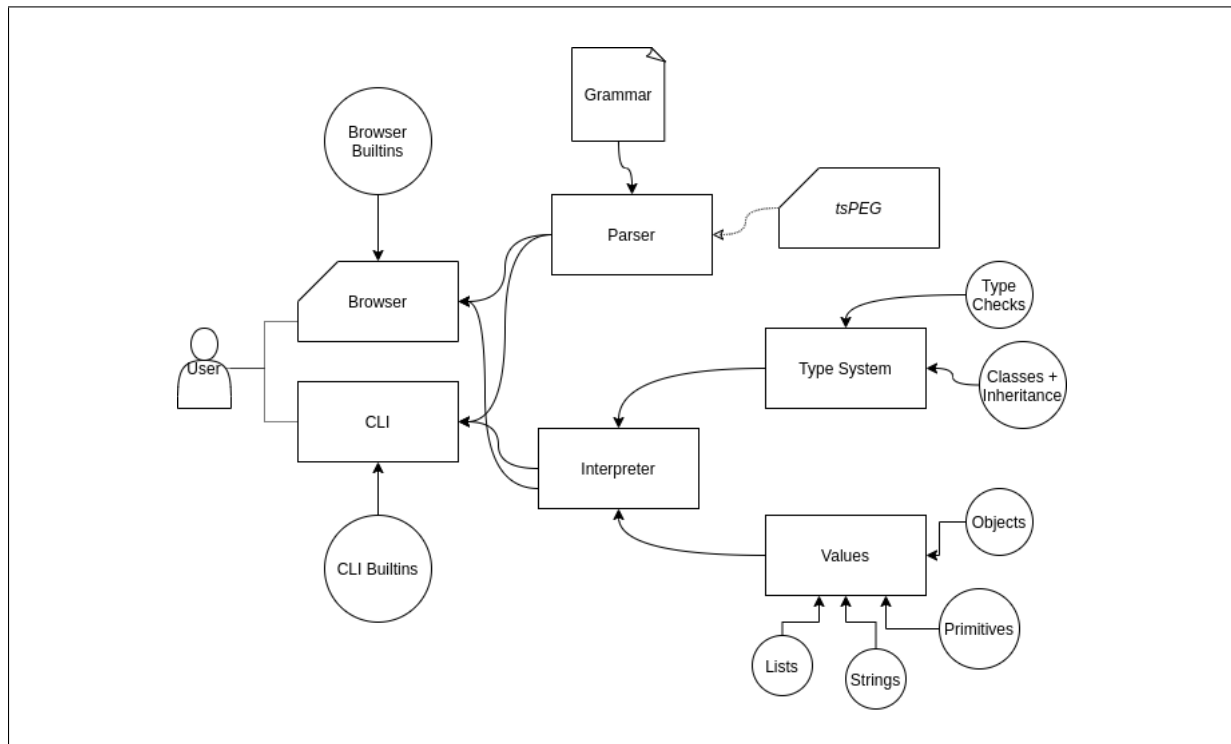 Grammar
Browser
Builtins
tsPEG
Parser
Type
Checks
Browser
User
Type System
Classes +
Inheritance
CLI
Interpreter
Objects
Values
CLI Builtins
Primitives
Lists
Strings